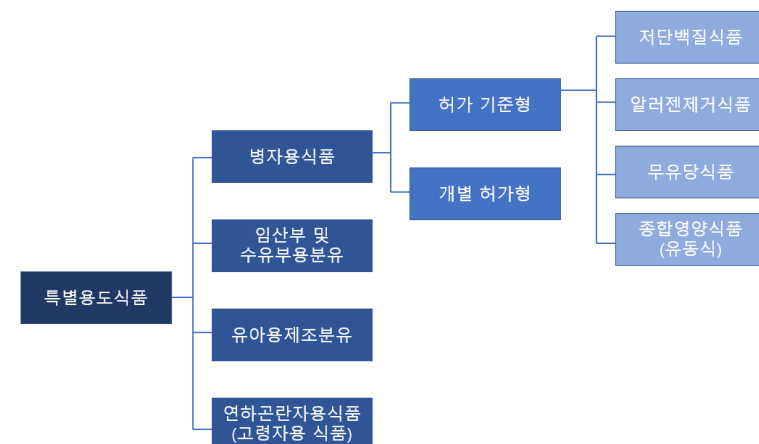 특별용도식품
병자용식품
임산부 및
수유부용분유
유아용제조분유
연하곤란자용식품
(고령자용 식품)
허가 기준형
개별 허가형
저단백질식품
알러젠제거식품
무유당식품
종합영양식품
(유동식)